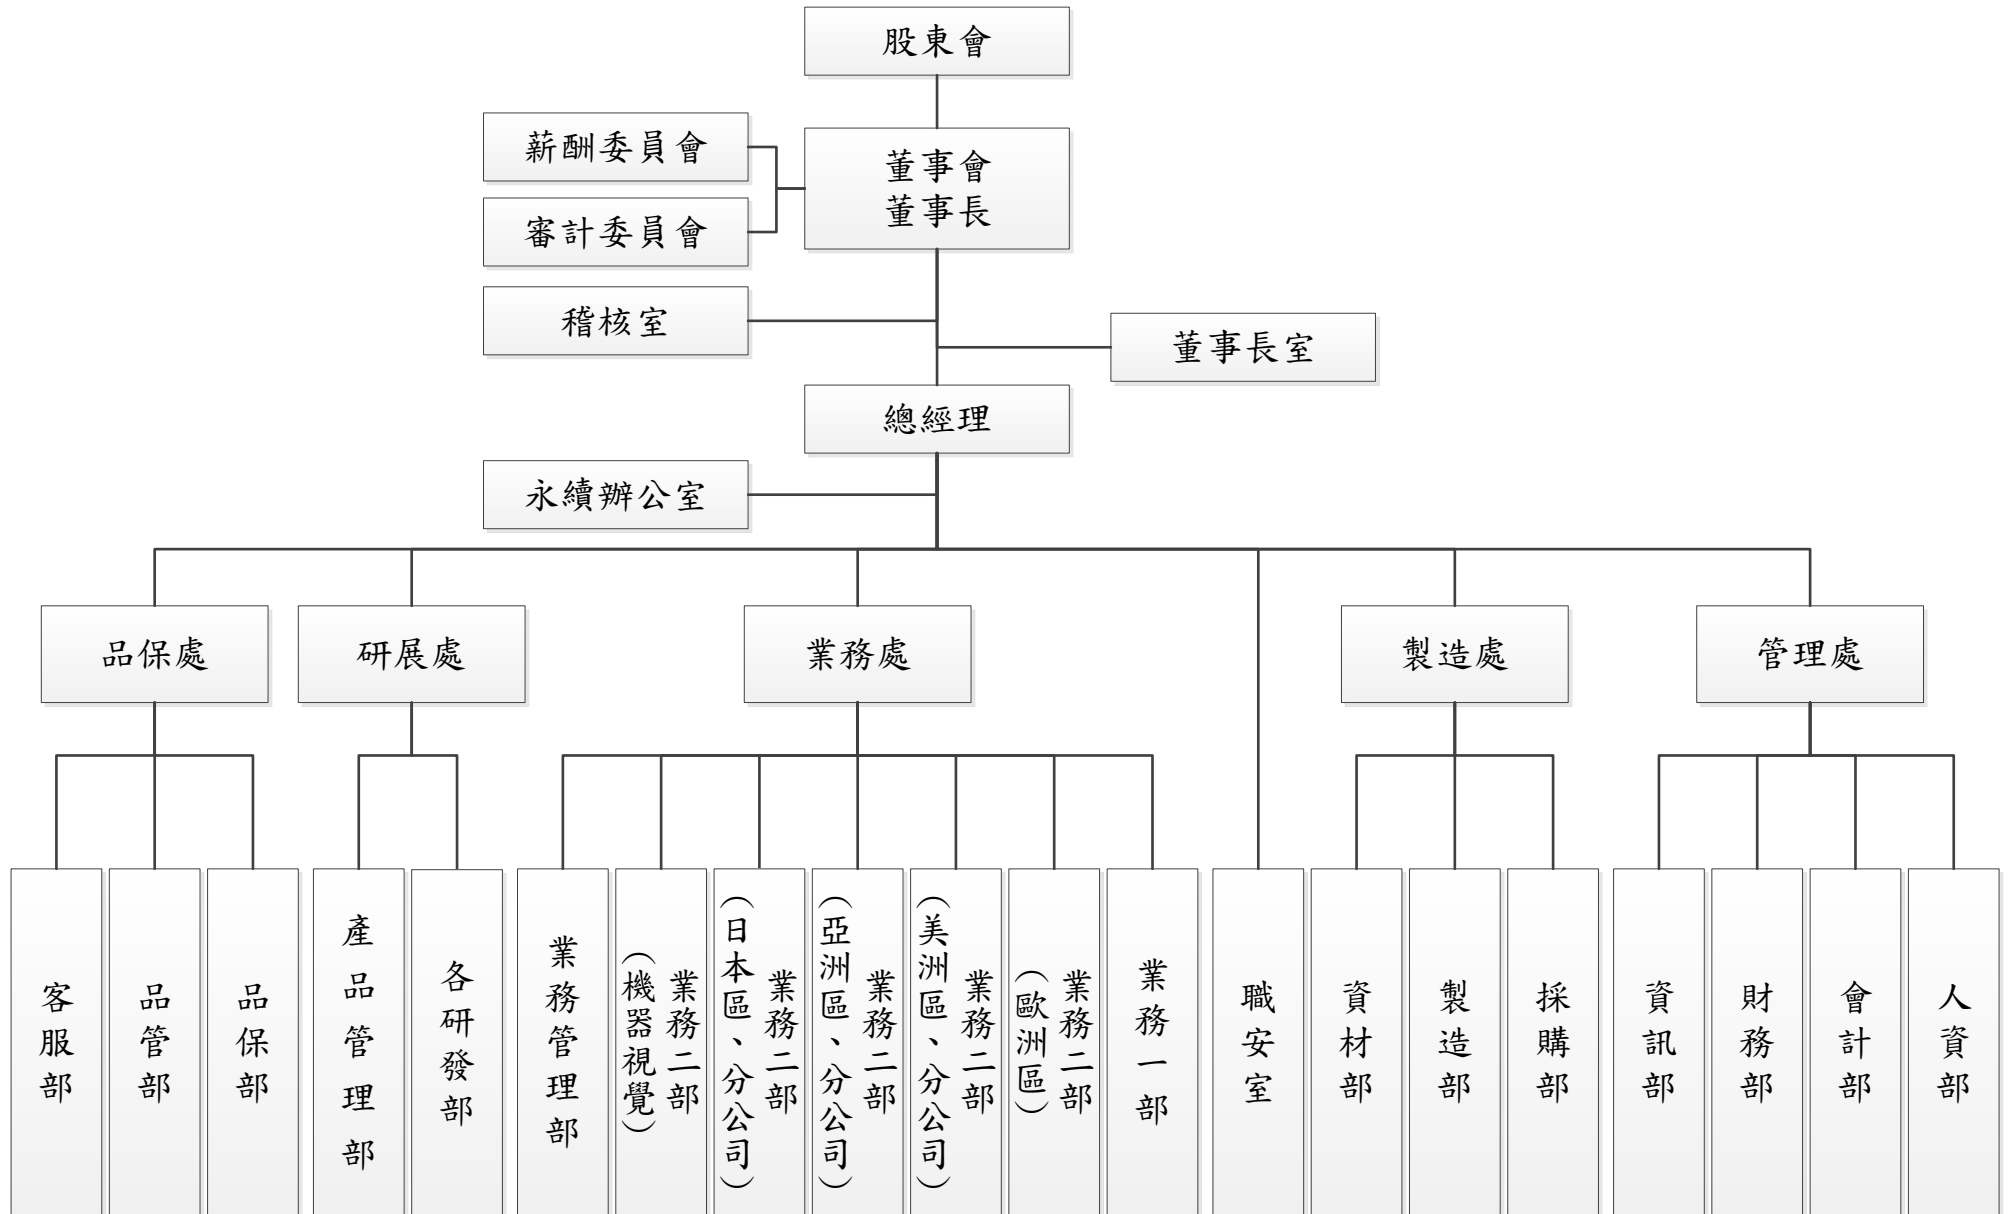 股東會
薪酬委員會
董事會
董事長
審計委員會
稽核室
董事長室
總經理
永續辦公室
品保處
研展處
業務處
製造處
管理處
客服部
品管部
品保部
產品管理部
各研發部
業務管理部
業務二部
(機器視覺)
業務二部
(日本區、分公司)
業務二部
(亞洲區、分公司)
業務二部
(美洲區、分公司)
業務二部
(歐洲區)
業務一部
職安室
資材部
製造部
採購部
資訊部
財務部
會計部
人資部